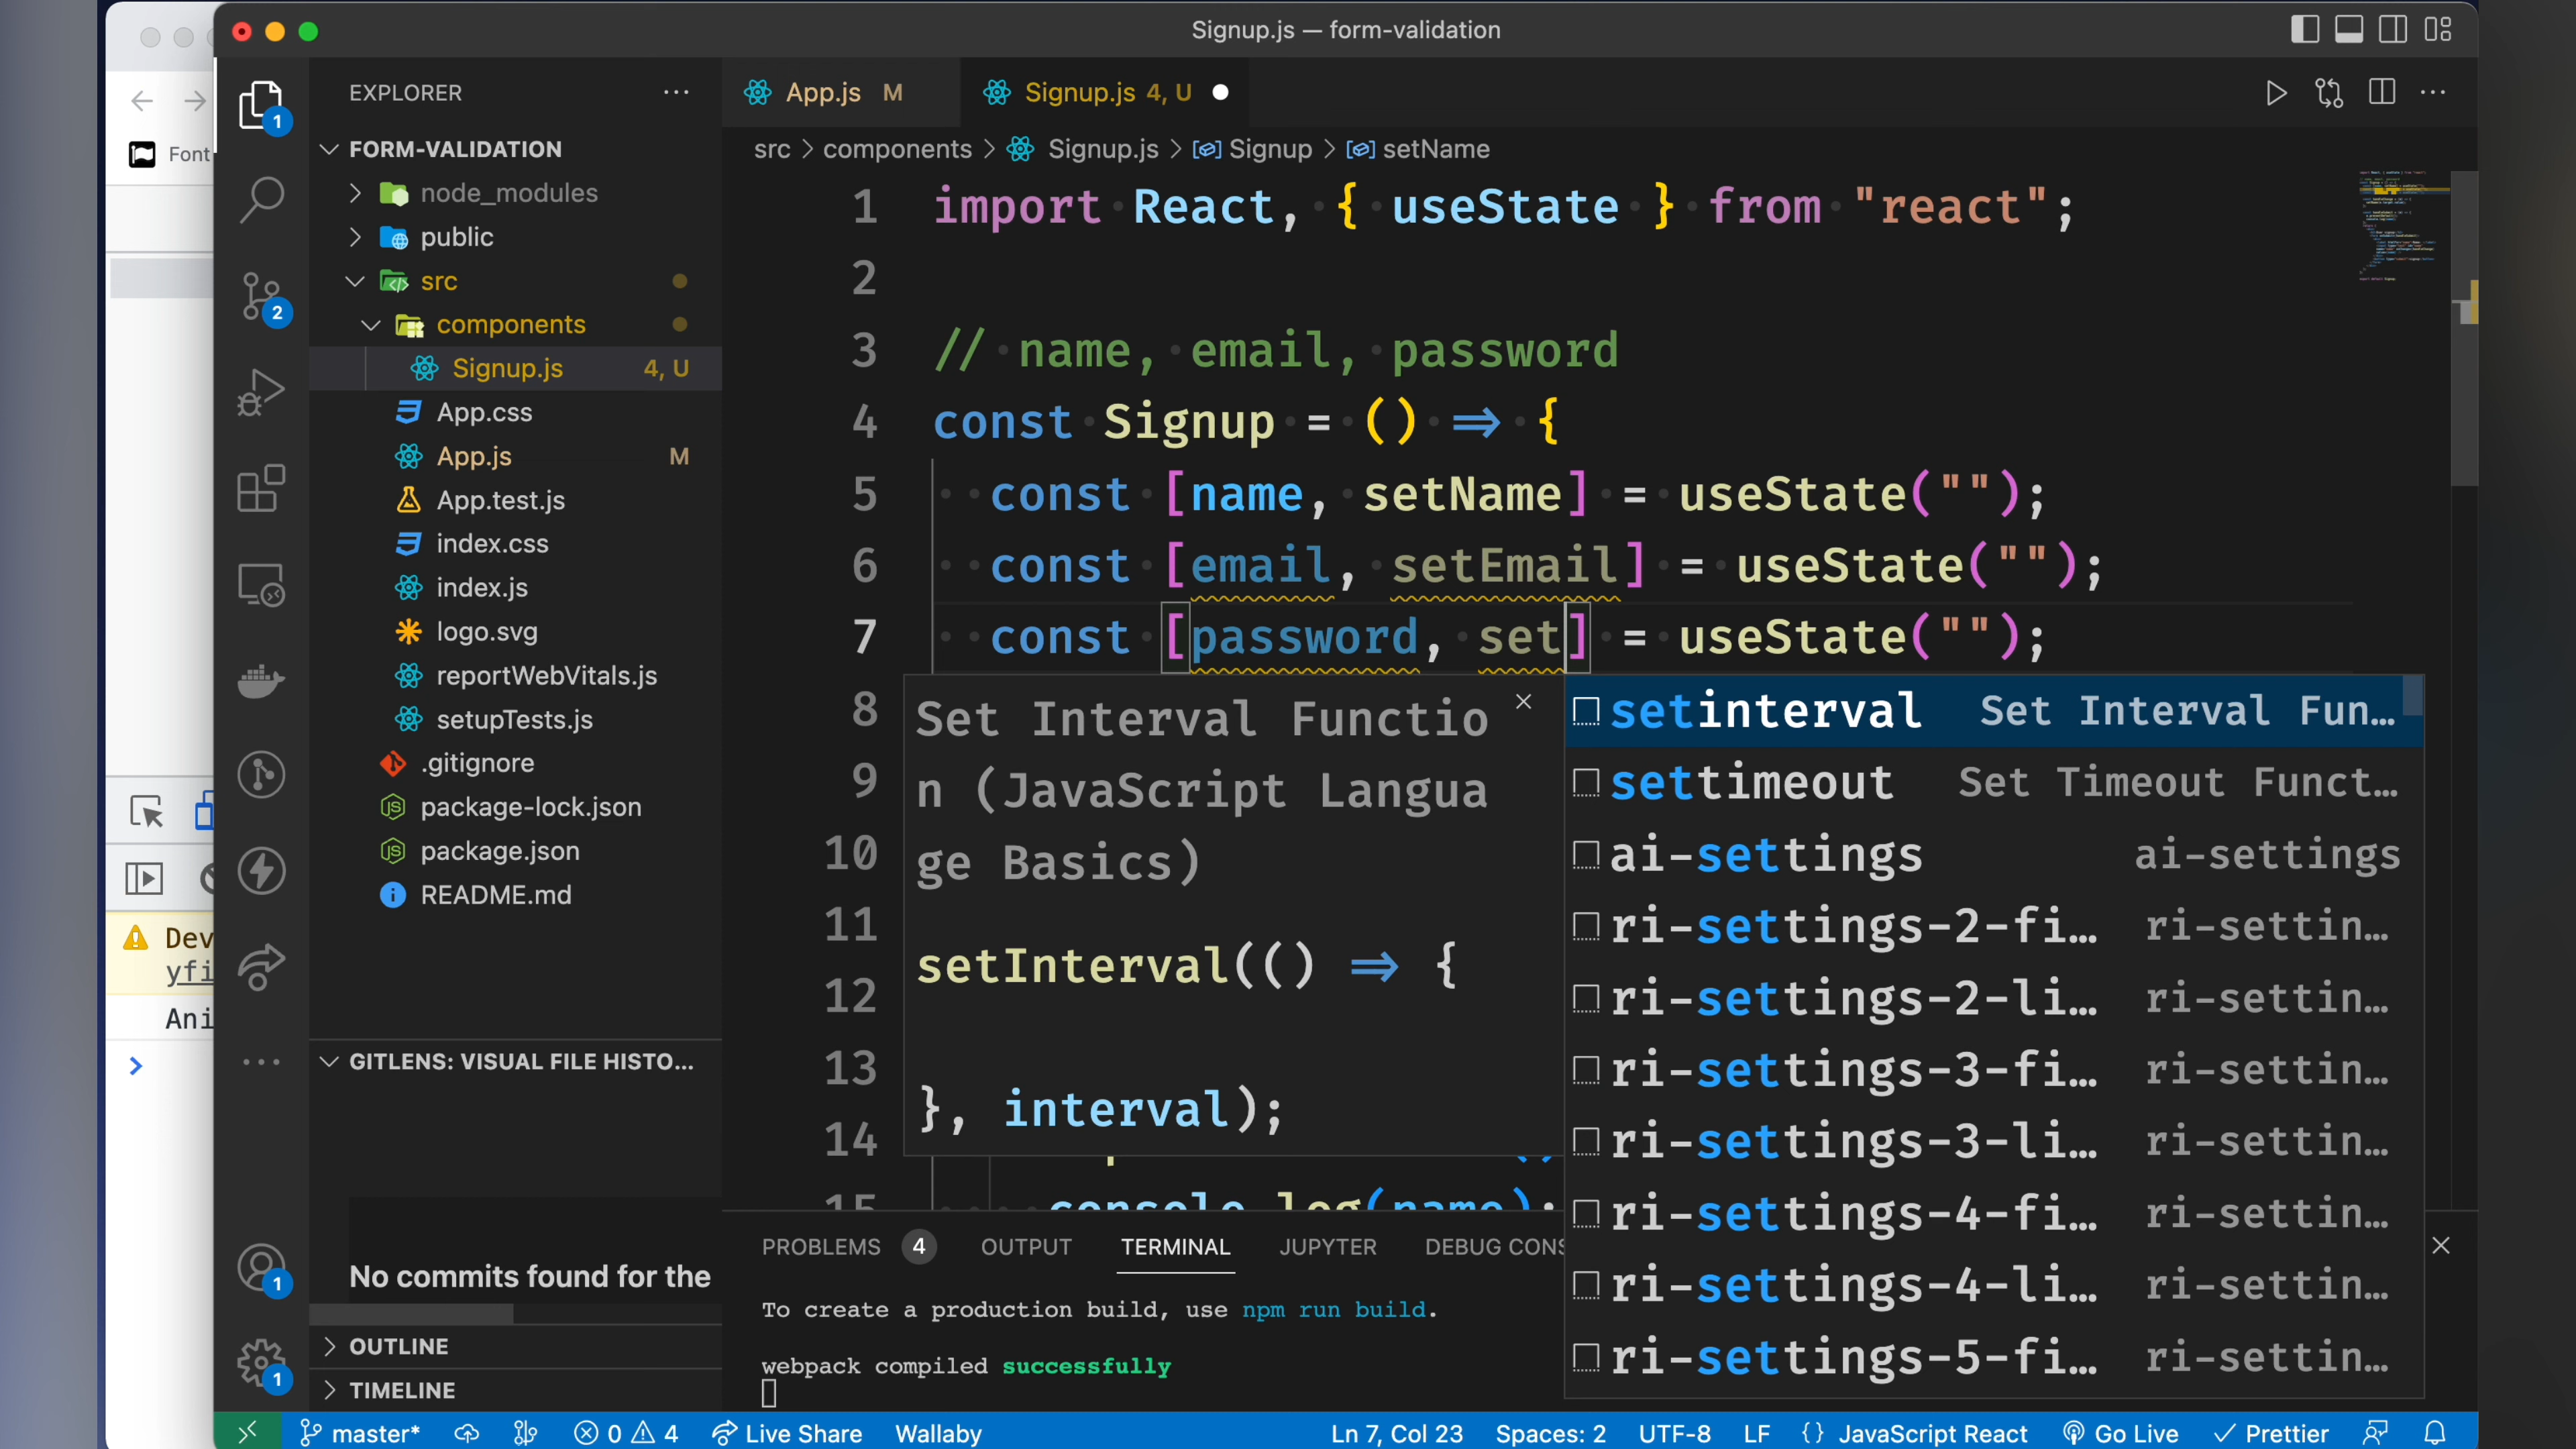 Signup.js — form-validation
Font
EXPLORER
FORM-VALIDATION
node_modules
public
src
components
Signup.js 4, U
App.css
App.js M
App.test.js
index.css
index.js
logo.svg
reportWebVitals.js
setupTests.js
.gitignore
package-lock.json
package.json
README.md
GITLENS: VISUAL FILE HISTO...
No commits found for the
OUTLINE
TIMELINE
1
2
1
1
Dev
yfi
Ani
App.js M
Signup.js 4, U
src > components > Signup.js > Signup > setName
1 import React, { useState } from "react";
2
3 // name, email, password
4 const Signup = () => {
5 const [name, setName] = useState("");
6 const [email, setEmail] = useState("");
7 const [password, set] = useState("");
8
9
10
11
12
13
14
15 console.log(name);
Set Interval Functio
n (JavaScript Langua
ge Basics)
setInterval(() => {
}, interval);
setinterval Set Interval Fun…
settimeout Set Timeout Funct…
ai-settings ai-settings
ri-settings-2-fi… ri-settin…
ri-settings-2-li… ri-settin…
ri-settings-3-fi… ri-settin…
ri-settings-3-li… ri-settin…
ri-settings-4-fi… ri-settin…
ri-settings-4-li… ri-settin…
ri-settings-5-fi… ri-settin…
PROBLEMS 4 OUTPUT TERMINAL JUPYTER DEBUG CONS
To create a production build, use npm run build.
webpack compiled successfully
master* 0 4 Live Share Wallaby Ln 7, Col 23 Spaces: 2 UTF-8 LF {} JavaScript React Go Live Prettier